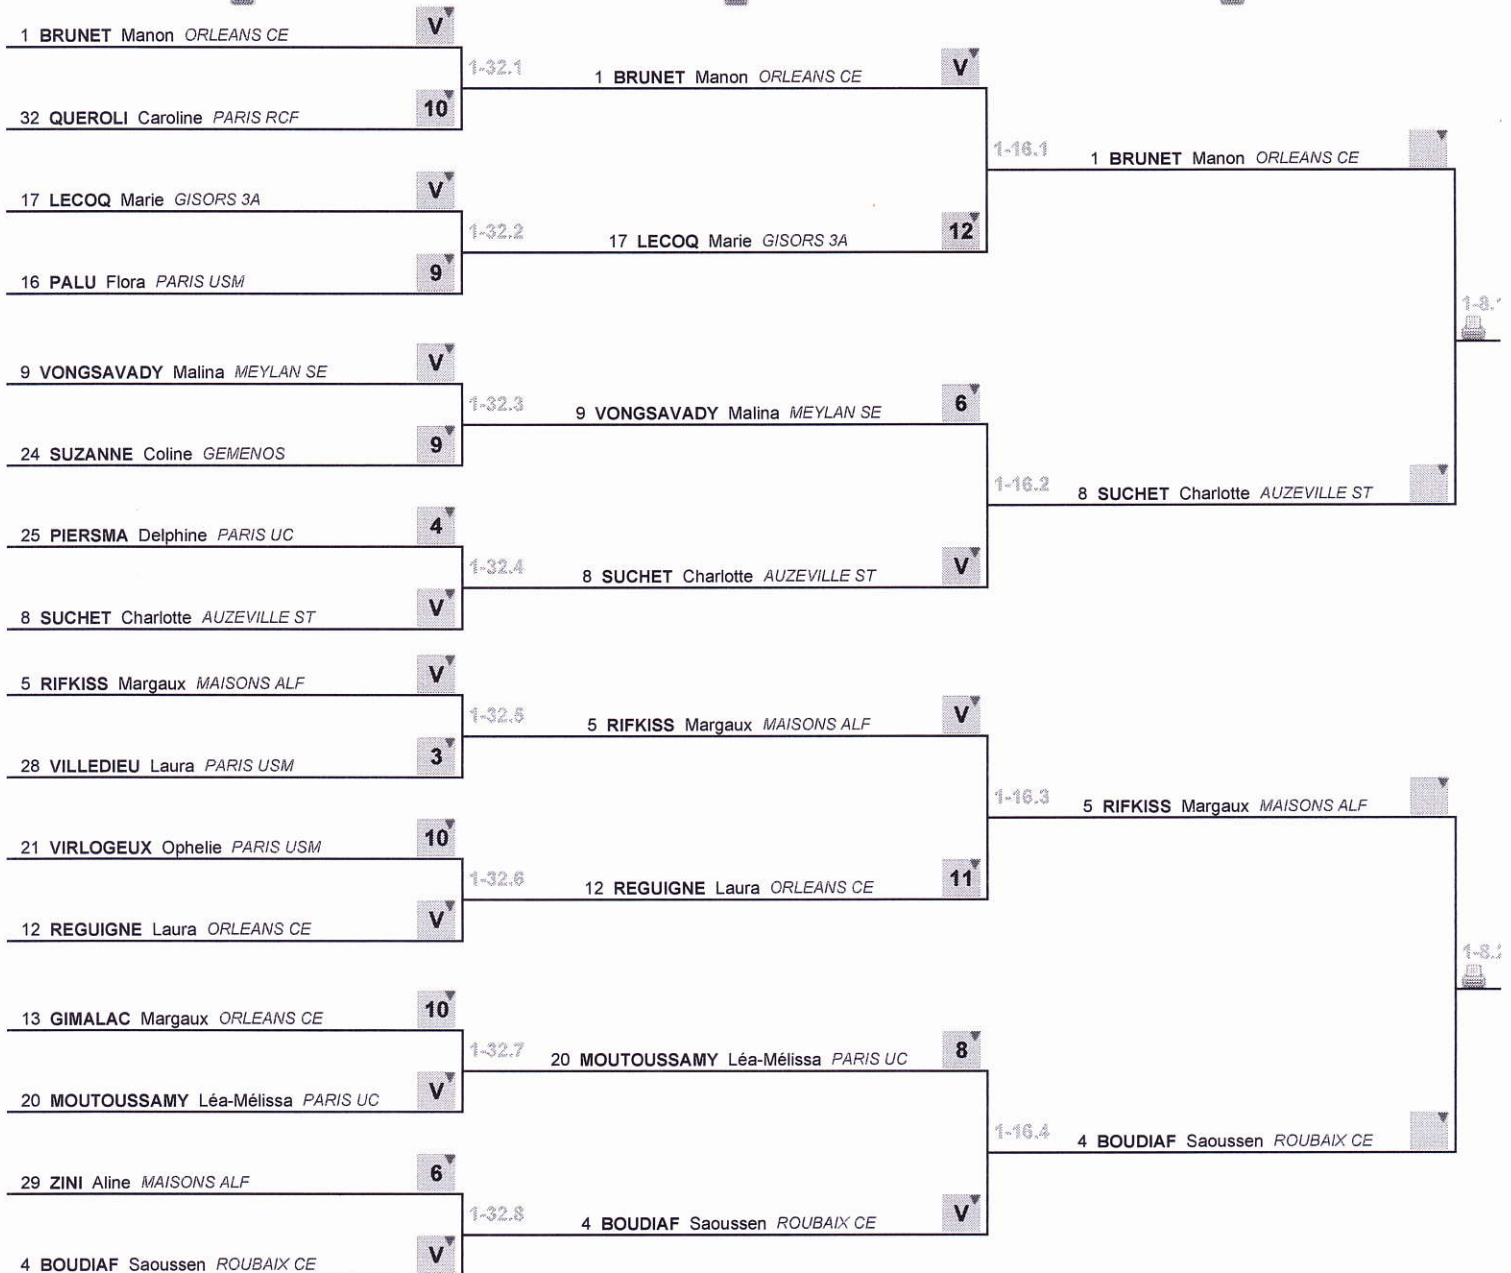 1 BRUNET Manon ORLEANS CE V
32 QUEROLI Caroline PARIS RCF 10
17 LECOQ Marie GISORS 3A V
16 PALU Flora PARIS USM 9
9 VONGSAVADY Malina MEYLAN SE V
24 SUZANNE Coline GEMENOS 9
25 PIERSMA Delphine PARIS UC 4
8 SUCHET Charlotte AUZEVILLE ST V
5 RIFKISS Margaux MAISONS ALF V
28 VILLEDIEU Laura PARIS USM 3
21 VIRLOGEUX Ophelie PARIS USM 10
12 REGUIGNE Laura ORLEANS CE V
13 GIMALAC Margaux ORLEANS CE 10
20 MOUTOUSSAMY Léa-Mélissa PARIS UC V
29 ZINI Aline MAISONS ALF 6
4 BOUDIAF Saoussen ROUBAIX CE V
1-32.1
1 BRUNET Manon ORLEANS CE V
1-32.2
17 LECOQ Marie GISORS 3A 12
1-32.3
9 VONGSAVADY Malina MEYLAN SE 6
1-32.4
8 SUCHET Charlotte AUZEVILLE ST V
1-32.5
5 RIFKISS Margaux MAISONS ALF V
1-32.6
12 REGUIGNE Laura ORLEANS CE 11
1-32.7
20 MOUTOUSSAMY Léa-Mélissa PARIS UC 8
1-32.8
4 BOUDIAF Saoussen ROUBAIX CE V
1-16.1
1 BRUNET Manon ORLEANS CE
1-16.2
8 SUCHET Charlotte AUZEVILLE ST
1-16.3
5 RIFKISS Margaux MAISONS ALF
1-16.4
4 BOUDIAF Saoussen ROUBAIX CE